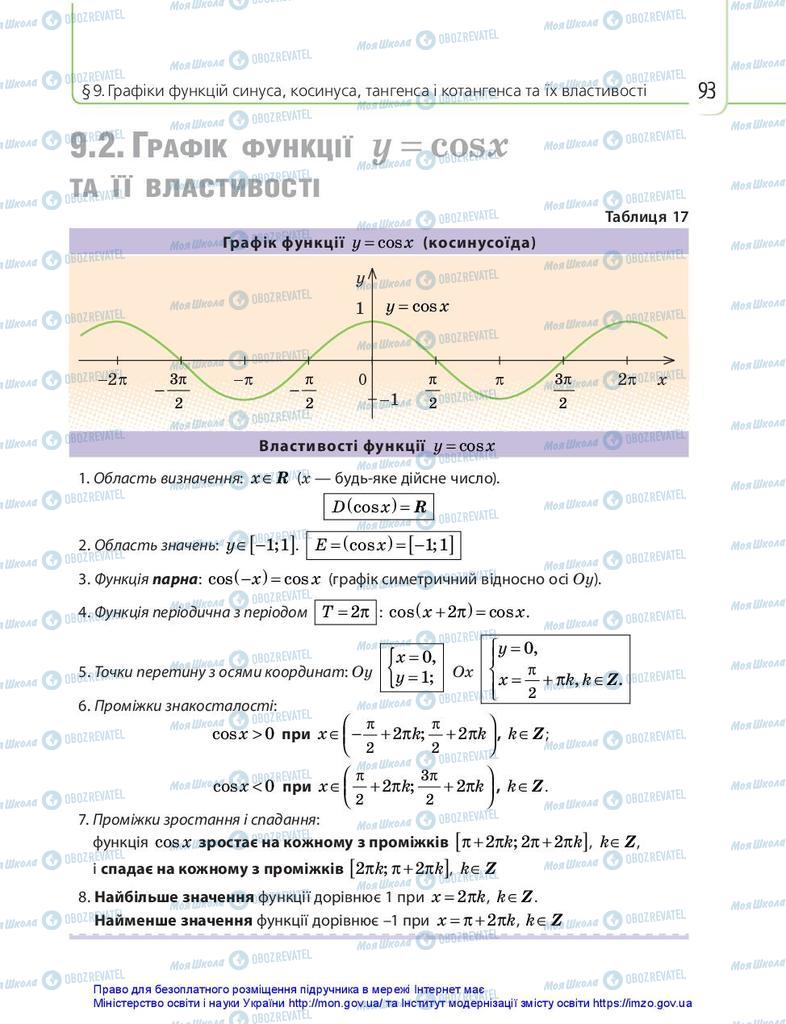 § 9. Графіки функцій синуса, косинуса, тангенса і котангенса та їх властивості 93
9.2. Графік функції y = cos x
та її властивості
Таблиця 17
Графік функції y = cos x (косинусоїда)
y
1 y = cos x
−2π −3π/2 −π −π/2 0 π/2 π 3π/2 2π x
−1
Властивості функції y = cos x
1. Область визначення: x ∈ R (x — будь-яке дійсне число).
D(cos x) = R
2. Область значень: y ∈ [−1; 1]. E = (cos x) = [−1; 1]
3. Функція парна: cos(−x) = cos x (графік симетричний відносно осі Oy).
4. Функція періодична з періодом T = 2π : cos(x + 2π) = cos x.
5. Точки перетину з осями координат: Oy {x = 0, y = 1; Ox {y = 0, x = π/2 + πk, k ∈ Z.
6. Проміжки знакосталості:
cos x > 0 при x ∈ (−π/2 + 2πk; π/2 + 2πk), k ∈ Z;
cos x < 0 при x ∈ (π/2 + 2πk; 3π/2 + 2πk), k ∈ Z.
7. Проміжки зростання і спадання:
функція cos x зростає на кожному з проміжків [π + 2πk; 2π + 2πk], k ∈ Z,
і спадає на кожному з проміжків [2πk; π + 2πk], k ∈ Z
8. Найбільше значення функції дорівнює 1 при x = 2πk, k ∈ Z.
Найменше значення функції дорівнює –1 при x = π + 2πk, k ∈ Z
Право для безоплатного розміщення підручника в мережі Інтернет має
Міністерство освіти і науки України http://mon.gov.ua/ та Інститут модернізації змісту освіти https://imzo.gov.ua
Моя Школа OBOZREVATEL